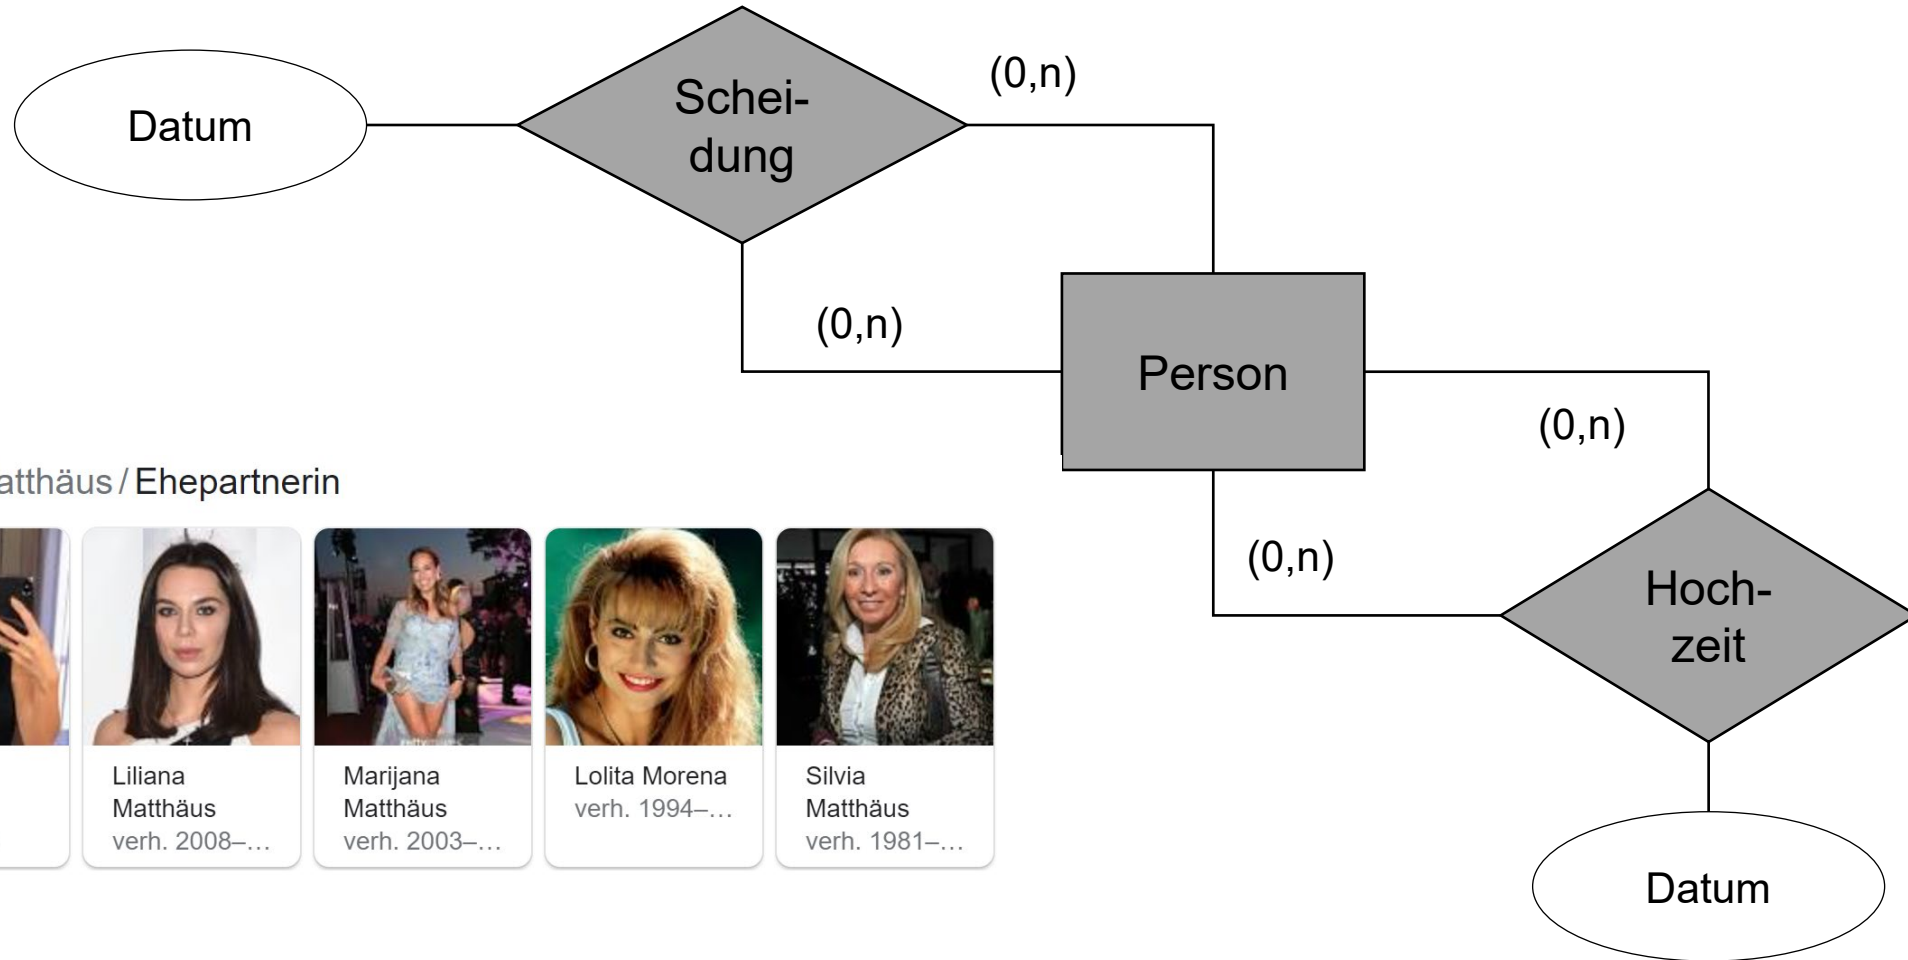 (0,n)
Schei-
dung
Datum
(0,n)
Person
(0,n)
atthäus / Ehepartnerin
(0,n)
Hoch-
zeit
Liliana
Matthäus
verh. 2008–…
Marijana
Matthäus
verh. 2003–…
Lolita Morena
verh. 1994–…
Silvia
Matthäus
verh. 1981–…
Datum